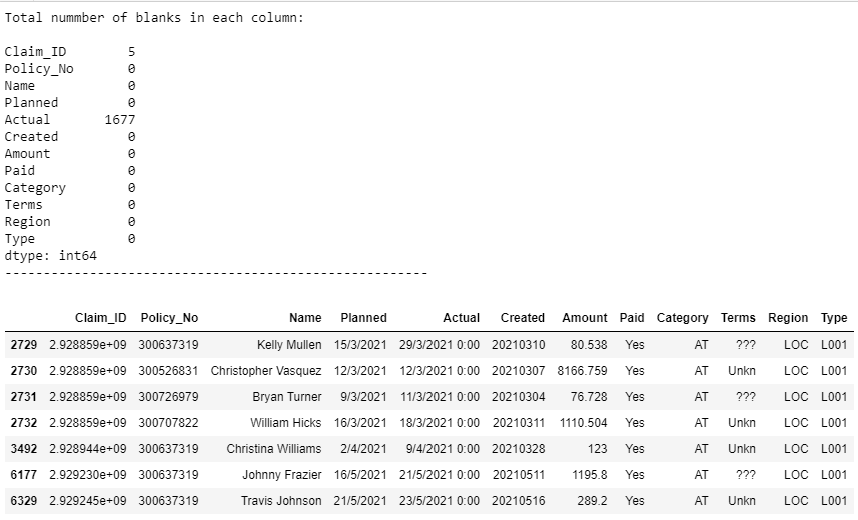 Total nummber of blanks in each column:
Claim_ID 5
Policy_No 0
Name 0
Planned 0
Actual 1677
Created 0
Amount 0
Paid 0
Category 0
Terms 0
Region 0
Type 0
dtype: int64
-------------------------------------------------------
Claim_ID Policy_No Name Planned Actual Created Amount Paid Category Terms Region Type
2729 2.928859e+09 300637319 Kelly Mullen 15/3/2021 29/3/2021 0:00 20210310 80.538 Yes AT ??? LOC L001
2730 2.928859e+09 300526831 Christopher Vasquez 12/3/2021 12/3/2021 0:00 20210307 8166.759 Yes AT Unkn LOC L001
2731 2.928859e+09 300726979 Bryan Turner 9/3/2021 11/3/2021 0:00 20210304 76.728 Yes AT ??? LOC L001
2732 2.928859e+09 300707822 William Hicks 16/3/2021 18/3/2021 0:00 20210311 1110.504 Yes AT Unkn LOC L001
3492 2.928944e+09 300637319 Christina Williams 2/4/2021 9/4/2021 0:00 20210328 123 Yes AT Unkn LOC L001
6177 2.929230e+09 300637319 Johnny Frazier 16/5/2021 21/5/2021 0:00 20210511 1195.8 Yes AT ??? LOC L001
6329 2.929245e+09 300637319 Travis Johnson 21/5/2021 23/5/2021 0:00 20210516 289.2 Yes AT Unkn LOC L001